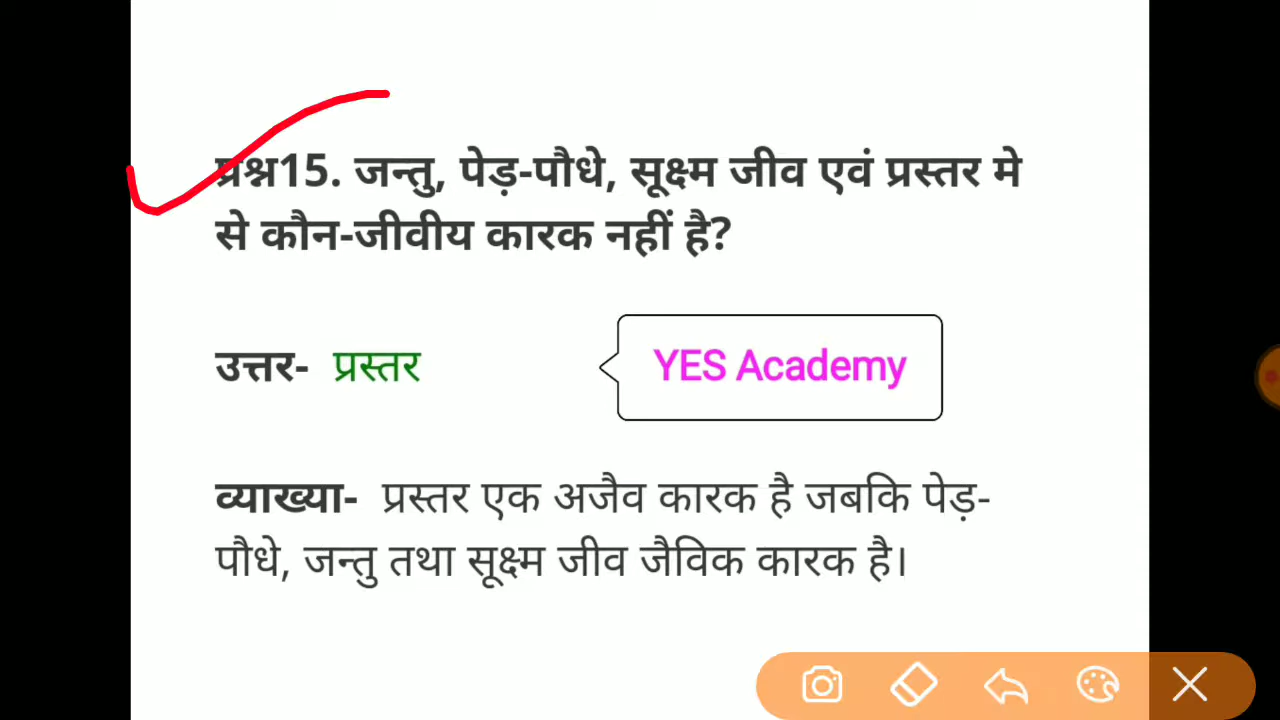 प्रश्न15. जन्तु, पेड़-पौधे, सूक्ष्म जीव एवं प्रस्तर मे
से कौन-जीवीय कारक नहीं है?
उत्तर- प्रस्तर
YES Academy
व्याख्या- प्रस्तर एक अजैव कारक है जबकि पेड़-
पौधे, जन्तु तथा सूक्ष्म जीव जैविक कारक है।